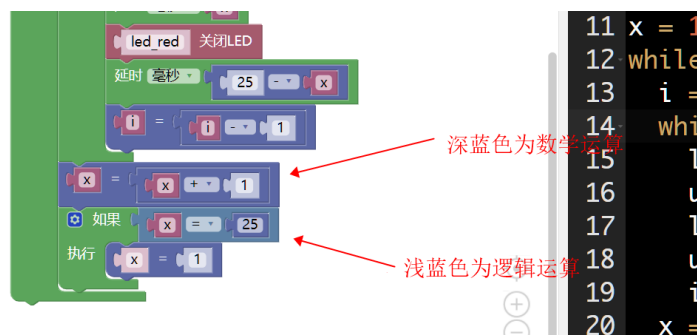 led_red 关闭LED
延时 毫秒 25 - x
i = i - 1
x = x + 1
如果 x = 25
执行 x = 1
深蓝色为数学运算
浅蓝色为逻辑运算
11 x = 1
12 while
13 i =
14 whi
15
16
17
18
19 i
20 x =